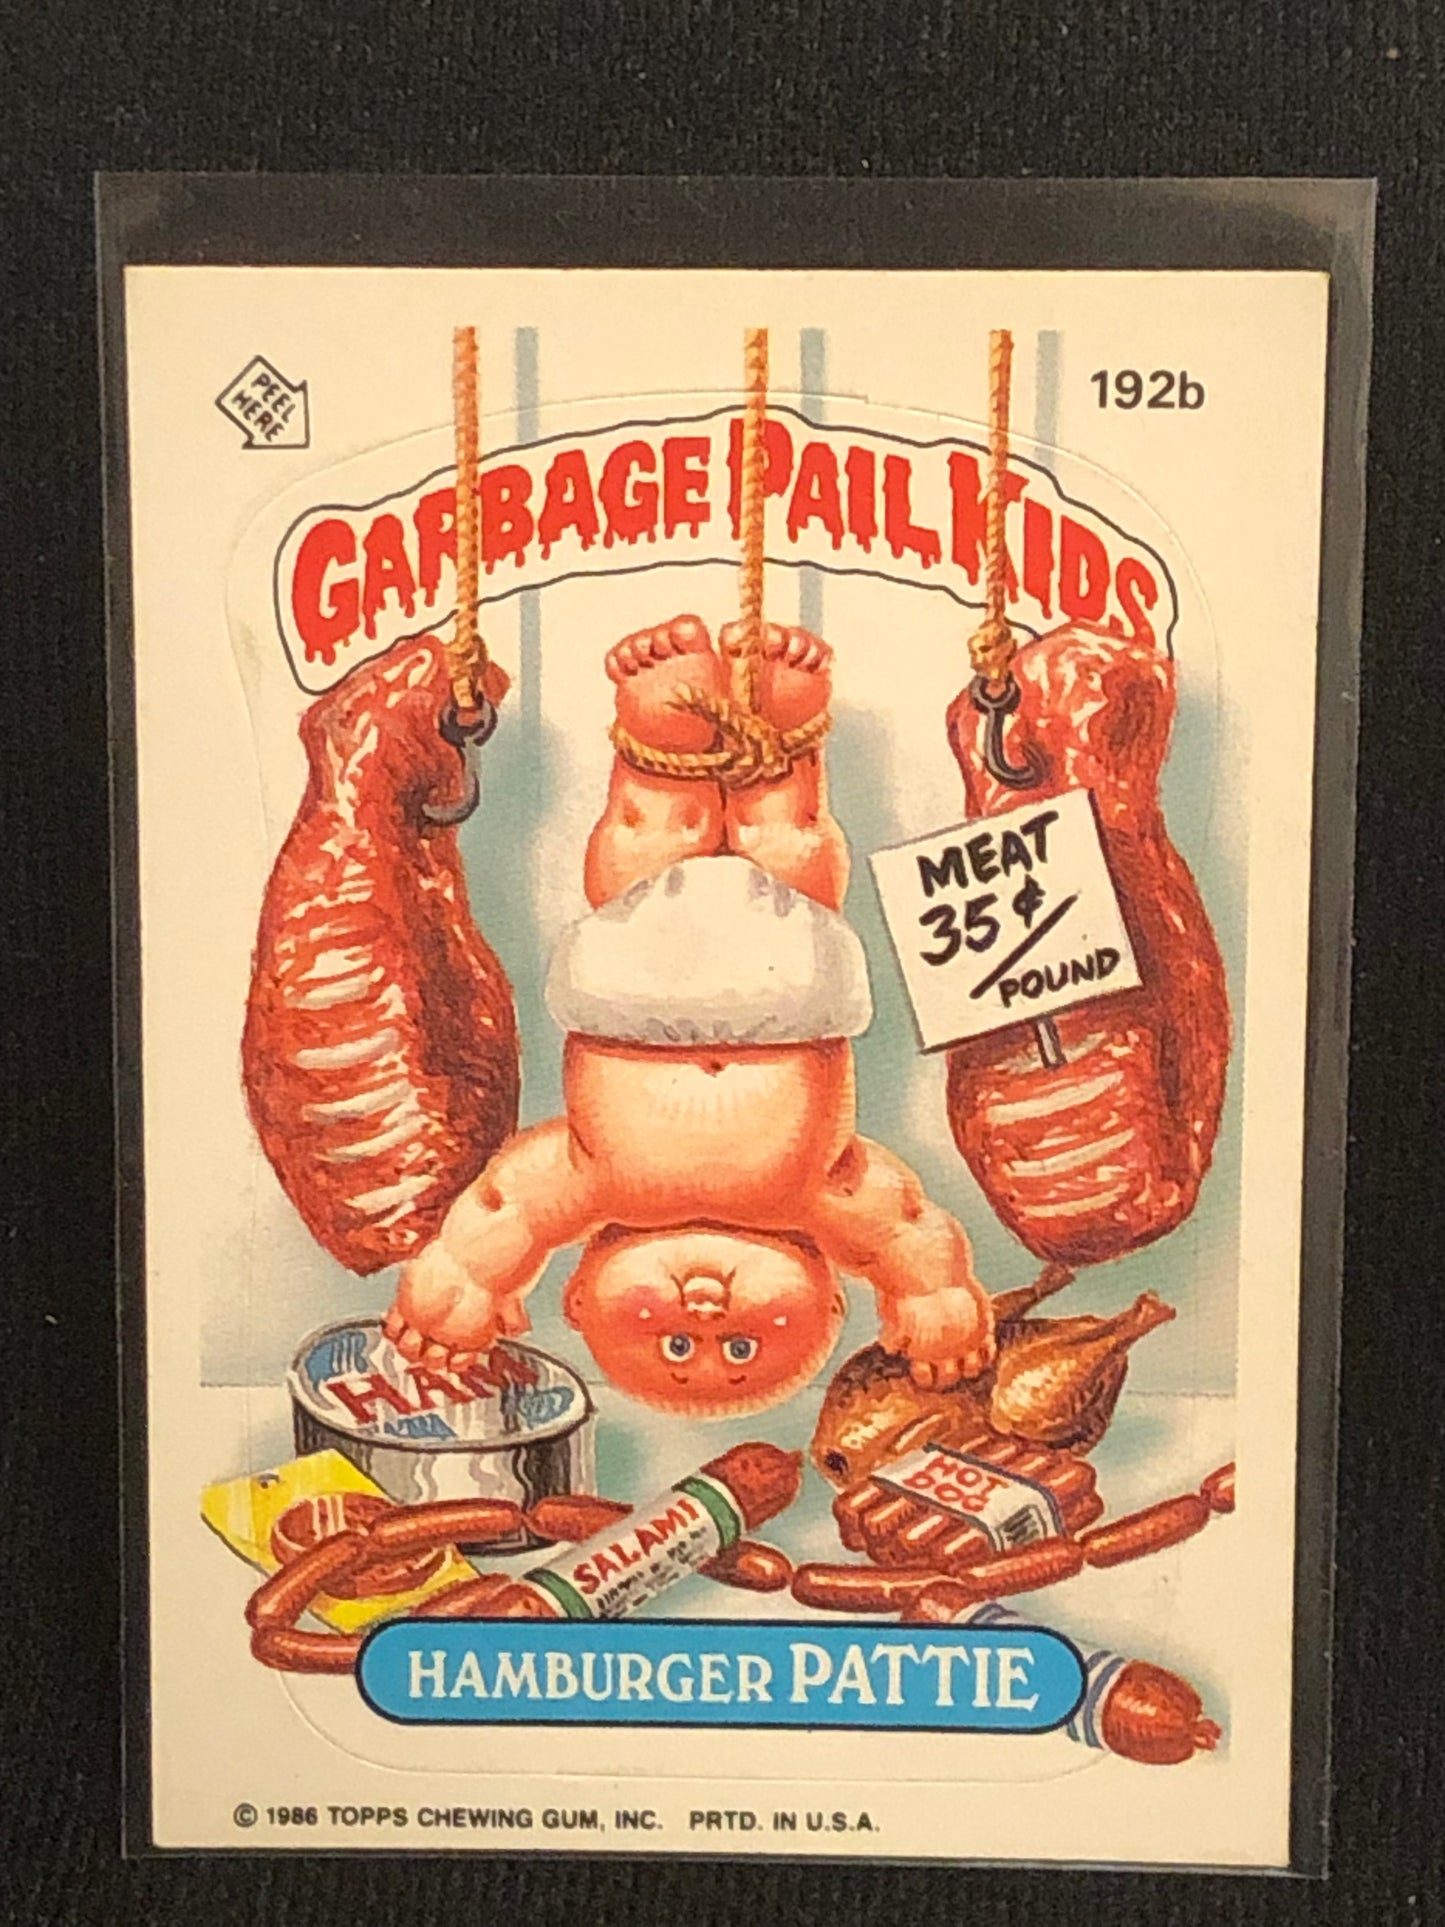 PEEL
HERE
192b
GARBAGE PAIL KIDS
MEAT
35¢/
POUND
HAM
HOT
DOG
SALAMI
HAMBURGER PATTIE
© 1986 TOPPS CHEWING GUM, INC. PRTD. IN U.S.A.